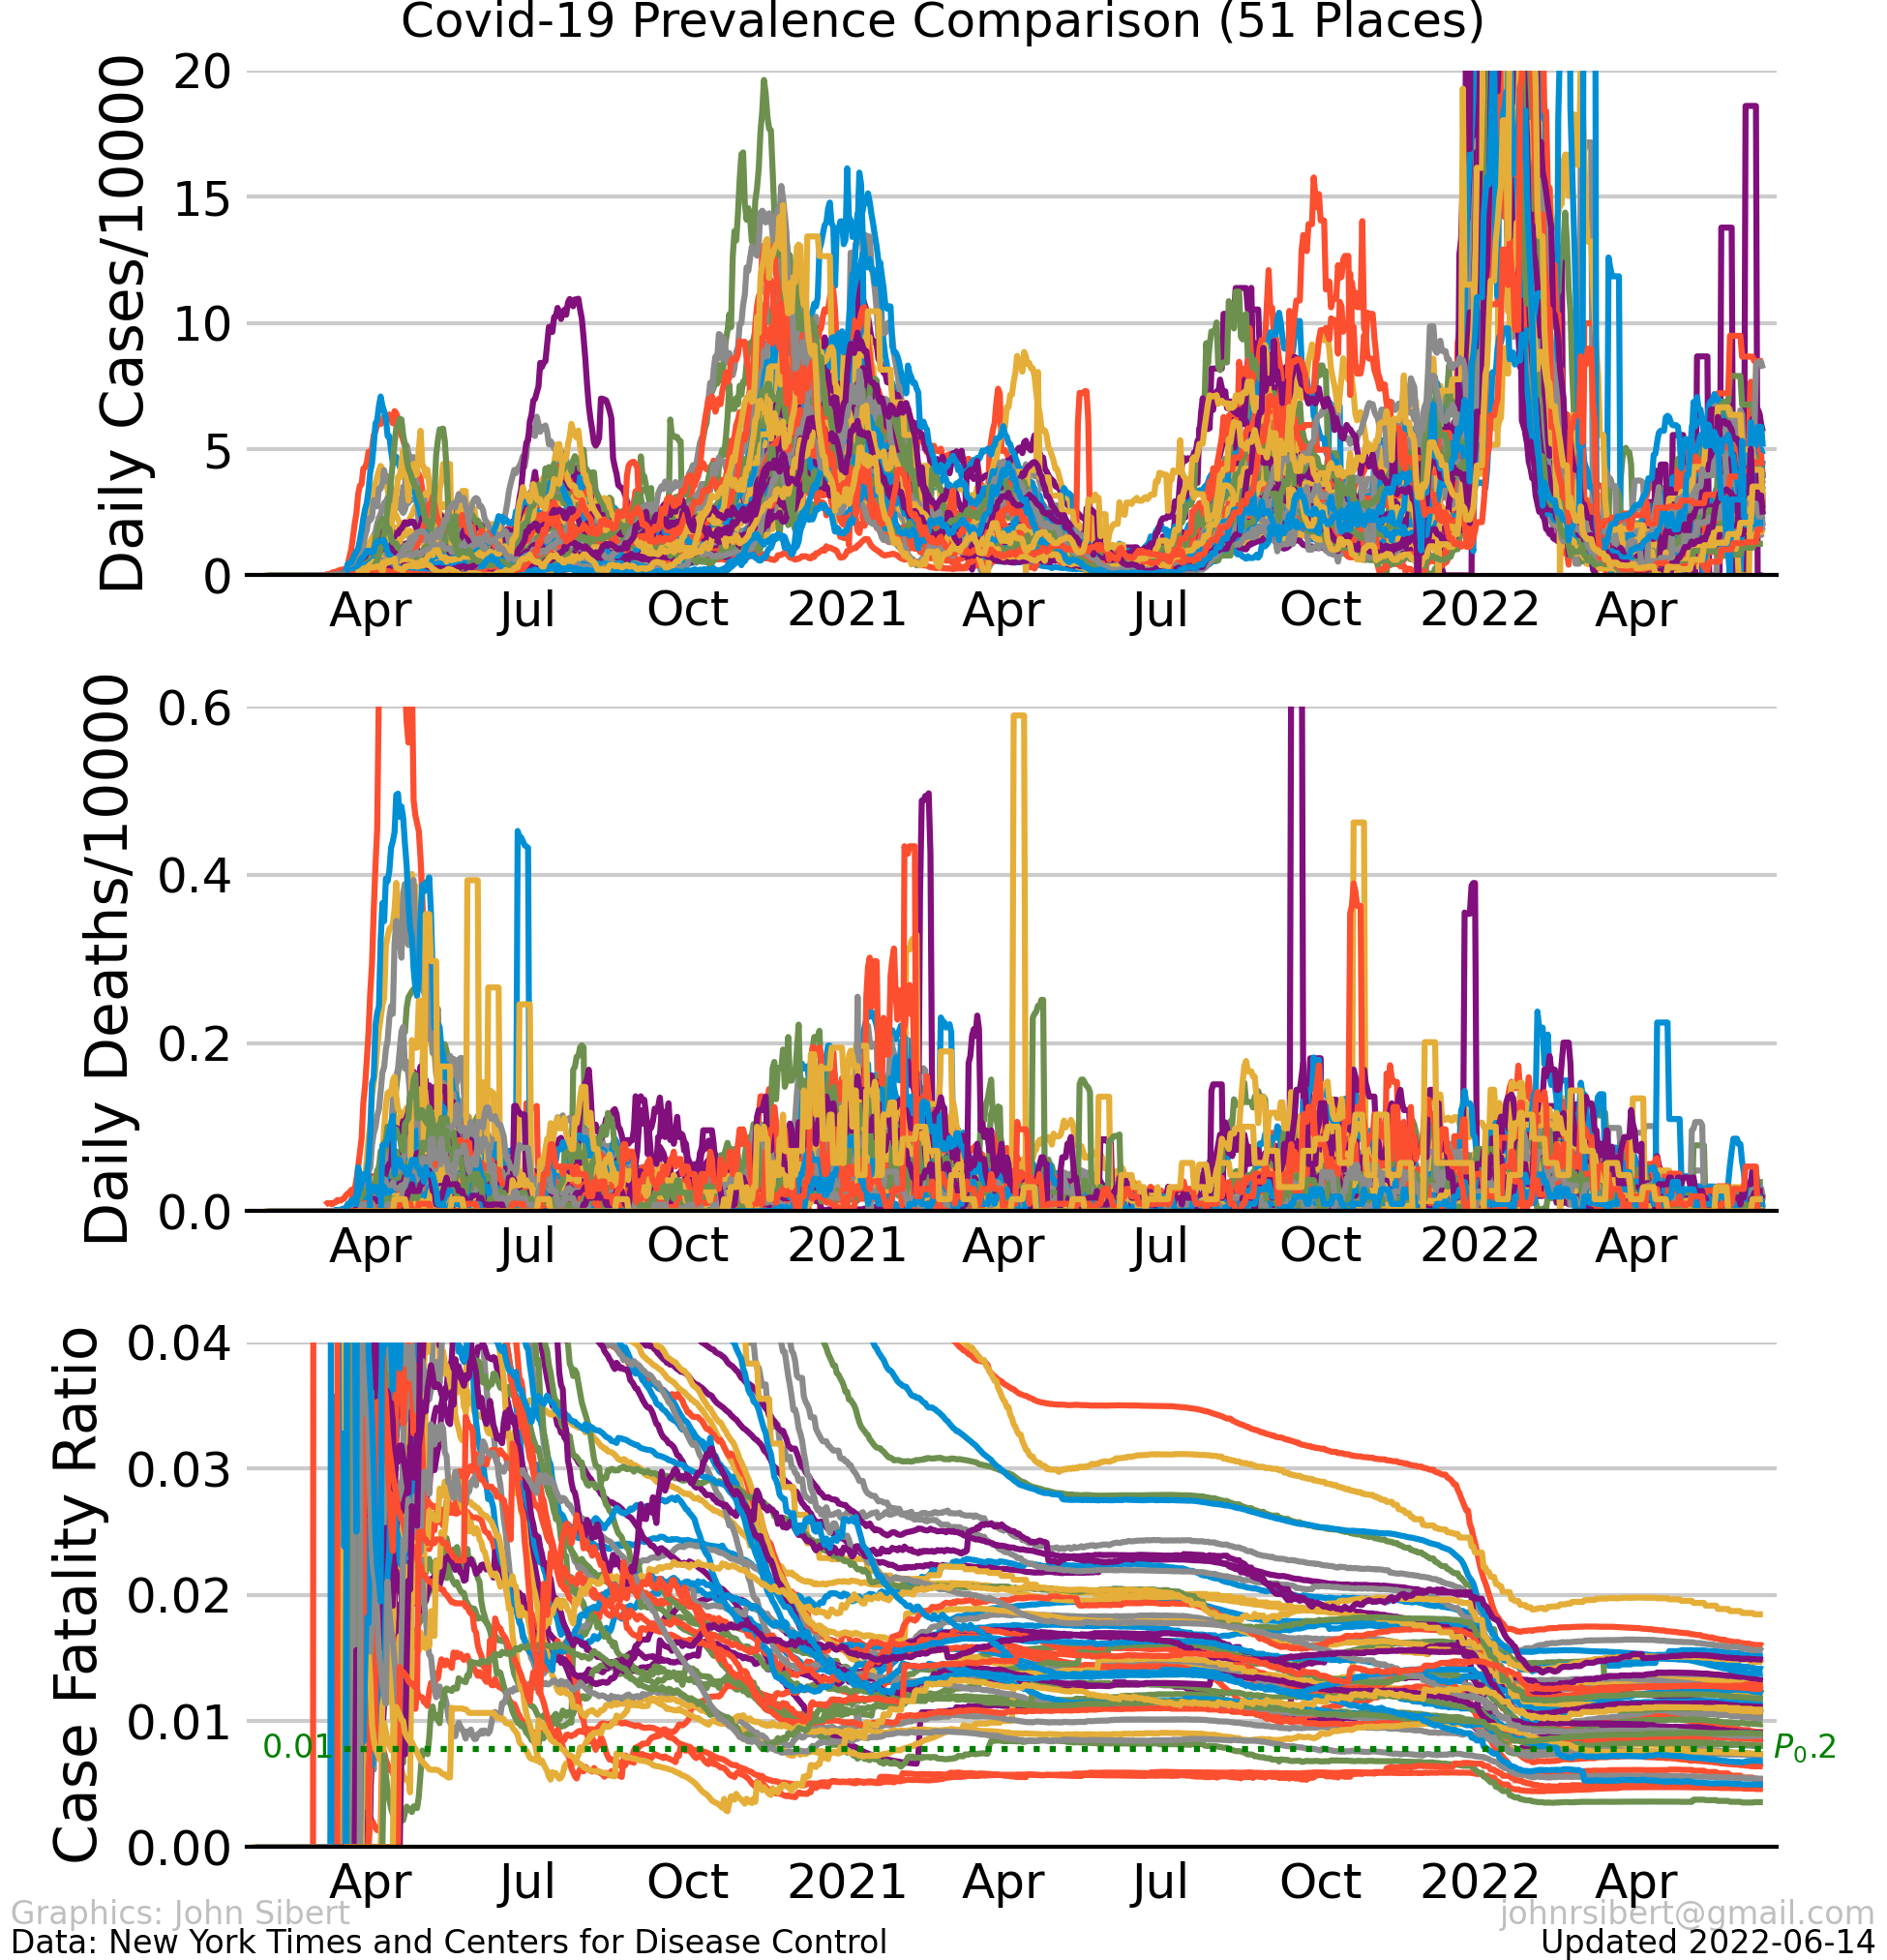 Covid-19 Prevalence Comparison (51 Places)
Daily Cases/10000
20
15
10
5
0
Apr Jul Oct 2021 Apr Jul Oct 2022 Apr
Daily Deaths/10000
0.6
0.4
0.2
0.0
Apr Jul Oct 2021 Apr Jul Oct 2022 Apr
Case Fatality Ratio
0.04
0.03
0.02
0.01
0.00
0.01
P₀.2
Apr Jul Oct 2021 Apr Jul Oct 2022 Apr
Graphics: John Sibert
johnrsibert@gmail.com
Data: New York Times and Centers for Disease Control
Updated 2022-06-14